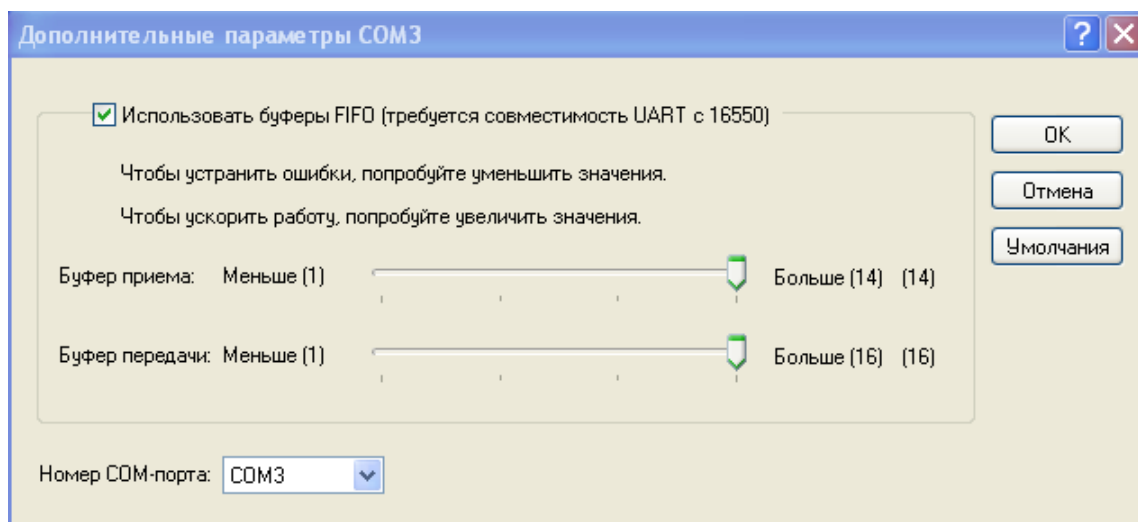 Дополнительные параметры COM3
Использовать буферы FIFO (требуется совместимость UART с 16550)
Чтобы устранить ошибки, попробуйте уменьшить значения.
Чтобы ускорить работу, попробуйте увеличить значения.
Буфер приема: Меньше (1) Больше (14) (14)
Буфер передачи: Меньше (1) Больше (16) (16)
Номер COM-порта: COM3
OK
Отмена
Умолчания